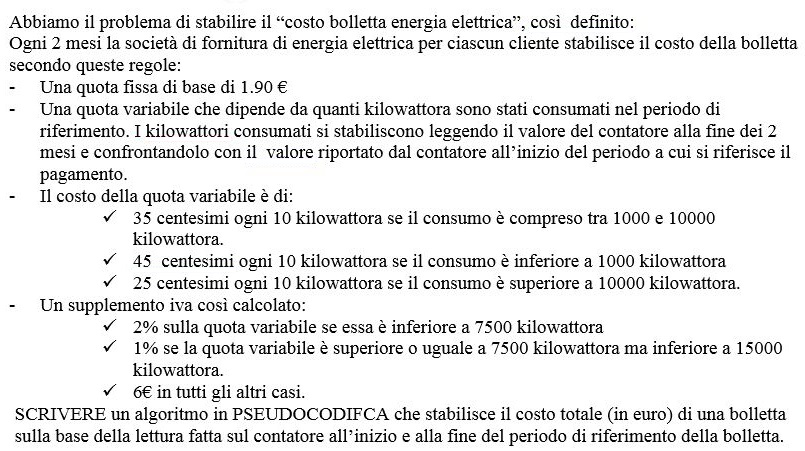 Abbiamo il problema di stabilire il “costo bolletta energia elettrica”, così  definito:
Ogni 2 mesi la società di fornitura di energia elettrica per ciascun cliente stabilisce il costo della bolletta
secondo queste regole:
- Una quota fissa di base di 1.90 €
- Una quota variabile che dipende da quanti kilowattora sono stati consumati nel periodo di
riferimento. I kilowattori consumati si stabiliscono leggendo il valore del contatore alla fine dei 2
mesi e confrontandolo con il  valore riportato dal contatore all’inizio del periodo a cui si riferisce il
pagamento.
- Il costo della quota variabile è di:
✓ 35 centesimi ogni 10 kilowattora se il consumo è compreso tra 1000 e 10000
kilowattora.
✓ 45  centesimi ogni 10 kilowattora se il consumo è inferiore a 1000 kilowattora
✓ 25 centesimi ogni 10 kilowattora se il consumo è superiore a 10000 kilowattora.
- Un supplemento iva così calcolato:
✓ 2% sulla quota variabile se essa è inferiore a 7500 kilowattora
✓ 1% se la quota variabile è superiore o uguale a 7500 kilowattora ma inferiore a 15000
kilowattora.
✓ 6€ in tutti gli altri casi.
SCRIVERE un algoritmo in PSEUDOCODIFCA che stabilisce il costo totale (in euro) di una bolletta
sulla base della lettura fatta sul contatore all’inizio e alla fine del periodo di riferimento della bolletta.